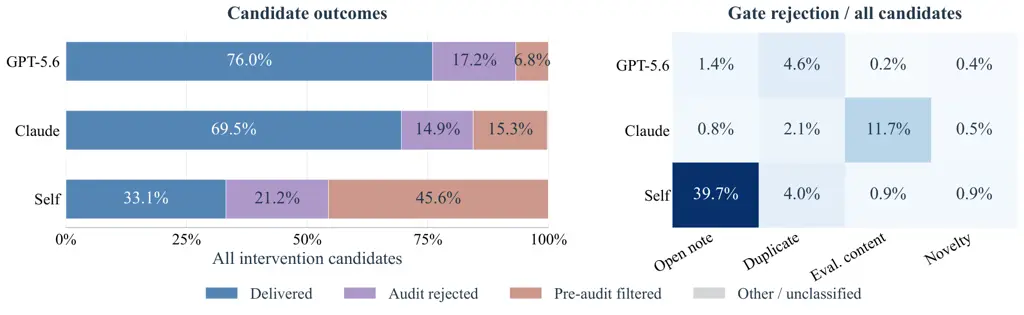 Candidate outcomes
GPT-5.6 76.0% 17.2% 6.8%
Claude 69.5% 14.9% 15.3%
Self 33.1% 21.2% 45.6%
0% 25% 50% 75% 100%
All intervention candidates
Gate rejection / all candidates
GPT-5.6 1.4% 4.6% 0.2% 0.4%
Claude 0.8% 2.1% 11.7% 0.5%
Self 39.7% 4.0% 0.9% 0.9%
Open note Duplicate Eval. content Novelty
Delivered Audit rejected Pre-audit filtered Other / unclassified